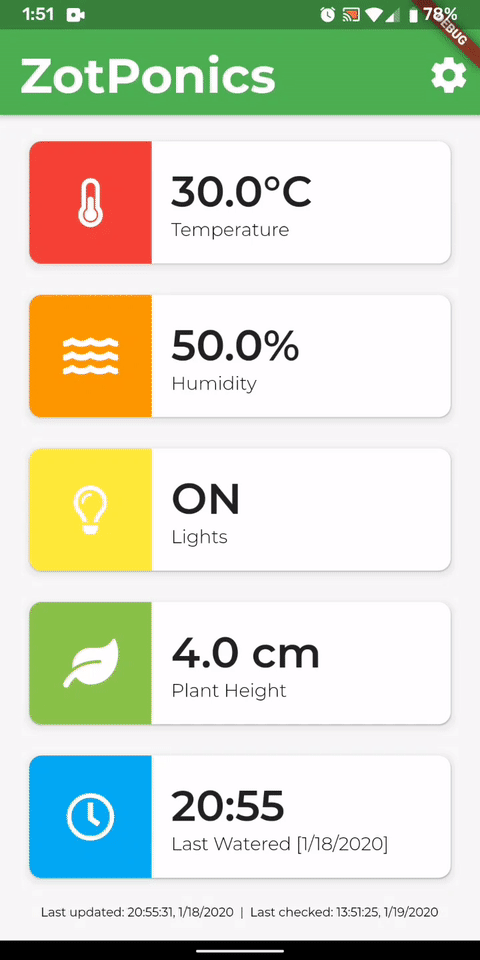 1:51
78%
DEBUG
ZotPonics
30.0°C
Temperature
50.0%
Humidity
ON
Lights
4.0 cm
Plant Height
20:55
Last Watered [1/18/2020]
Last updated: 20:55:31, 1/18/2020 | Last checked: 13:51:25, 1/19/2020